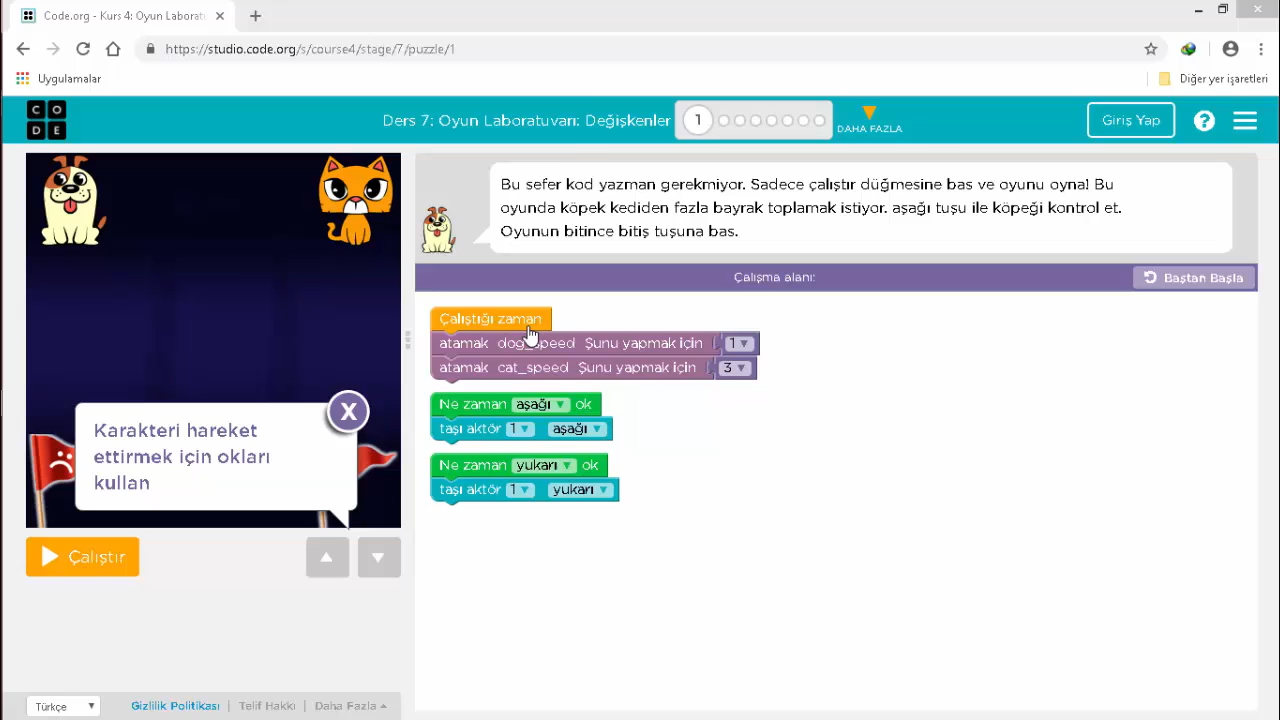 Code.org - Kurs 4: Oyun Laboratu
https://studio.code.org/s/course4/stage/7/puzzle/1
Uygulamalar
Diğer yer işaretleri
C O
D E
Ders 7: Oyun Laboratuvarı: Değişkenler
1
DAHA FAZLA
Giriş Yap
?
Bu sefer kod yazman gerekmiyor. Sadece çalıştır düğmesine bas ve oyunu oyna! Bu
oyunda köpek kediden fazla bayrak toplamak istiyor. aşağı tuşu ile köpeği kontrol et.
Oyunun bitince bitiş tuşuna bas.
Çalışma alanı:
Baştan Başla
Çalıştığı zaman
atamak dog_speed Şunu yapmak için 1
atamak cat_speed Şunu yapmak için 3
Ne zaman aşağı ok
taşı aktör 1 aşağı
Ne zaman yukarı ok
taşı aktör 1 yukarı
X
Karakteri hareket
ettirmek için okları
kullan
Çalıştır
Türkçe
Gizlilik Politikası
Telif Hakkı
Daha Fazla